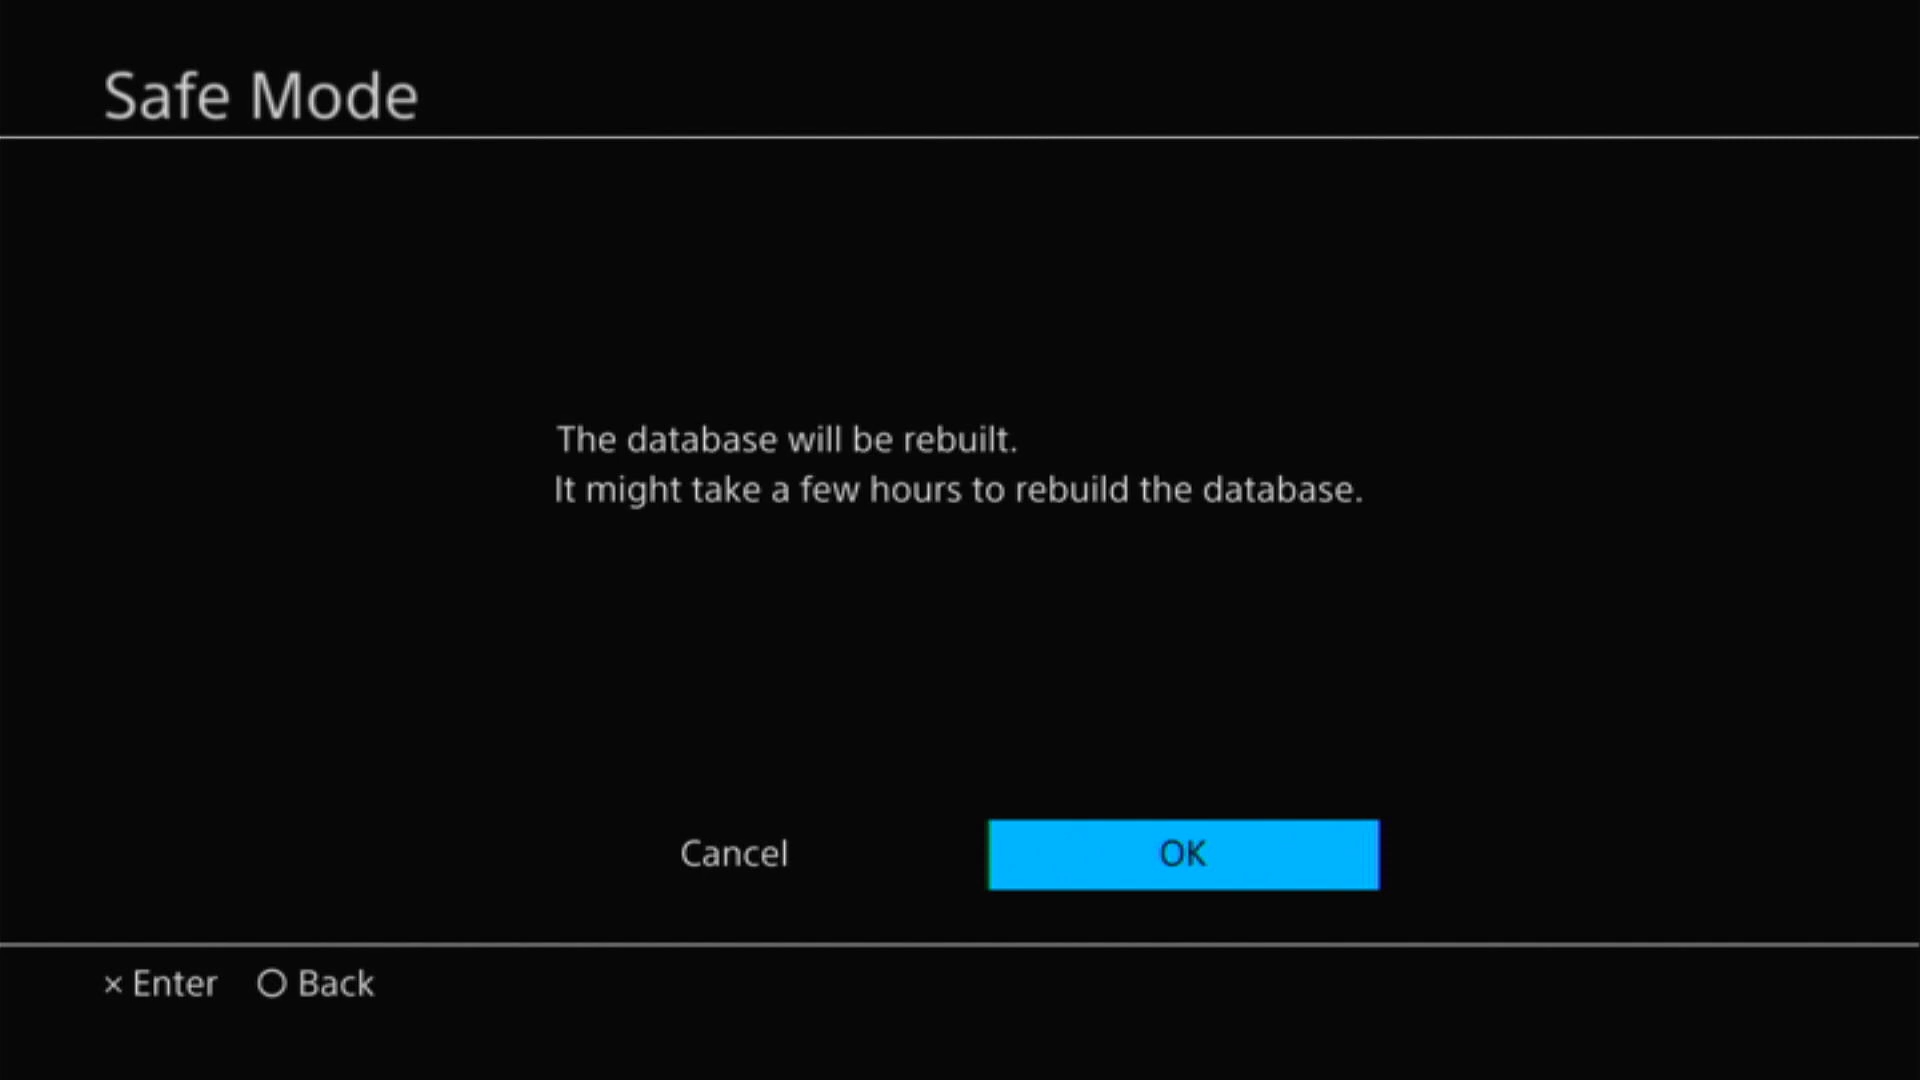 Safe Mode
The database will be rebuilt.
It might take a few hours to rebuild the database.
Cancel OK
× Enter ○ Back